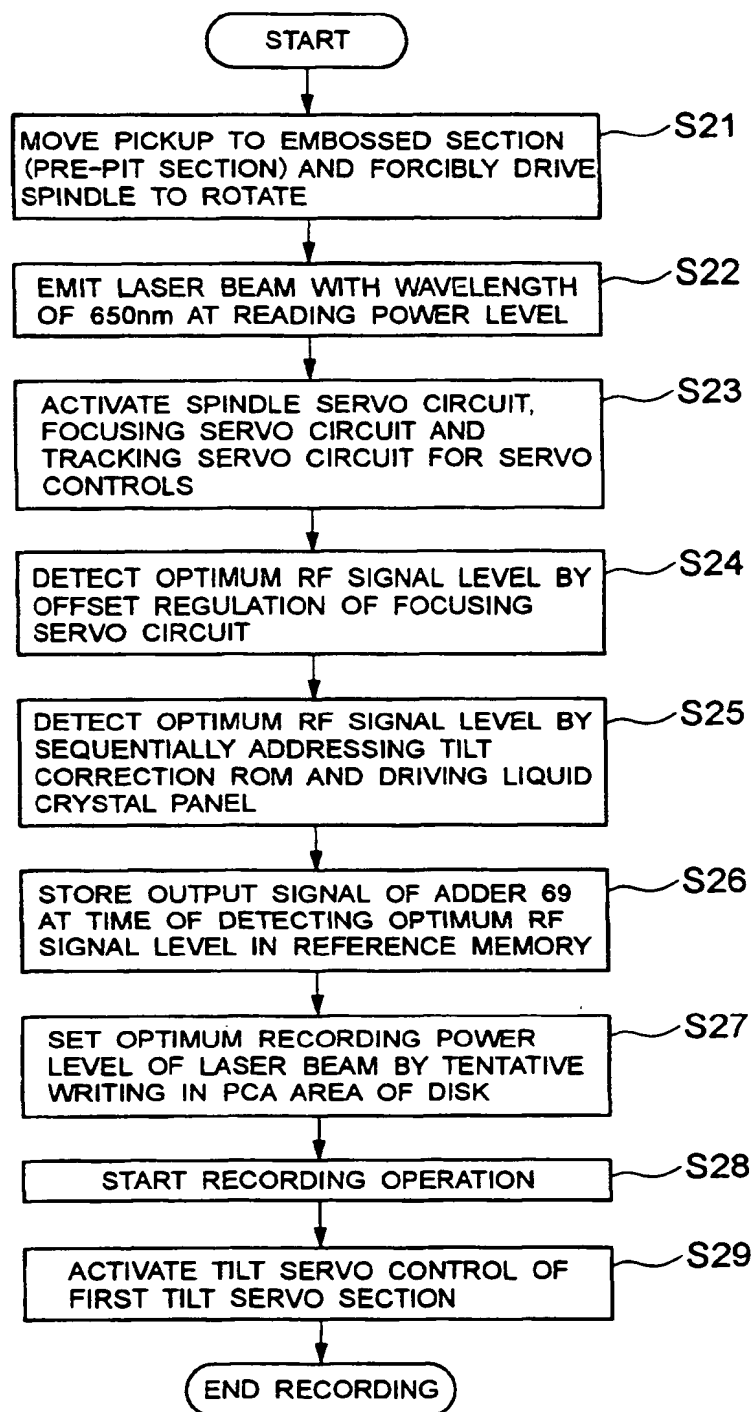 START
S21
MOVE PICKUP TO EMBOSSED SECTION
(PRE-PIT SECTION) AND FORCIBLY DRIVE
SPINDLE TO ROTATE
S22
EMIT LASER BEAM WITH WAVELENGTH
OF 650nm AT READING POWER LEVEL
S23
ACTIVATE SPINDLE SERVO CIRCUIT,
FOCUSING SERVO CIRCUIT AND
TRACKING SERVO CIRCUIT FOR SERVO
CONTROLS
S24
DETECT OPTIMUM RF SIGNAL LEVEL BY
OFFSET REGULATION OF FOCUSING
SERVO CIRCUIT
S25
DETECT OPTIMUM RF SIGNAL LEVEL BY
SEQUENTIALLY ADDRESSING TILT
CORRECTION ROM AND DRIVING LIQUID
CRYSTAL PANEL
S26
STORE OUTPUT SIGNAL OF ADDER 69
AT TIME OF DETECTING OPTIMUM RF
SIGNAL LEVEL IN REFERENCE MEMORY
S27
SET OPTIMUM RECORDING POWER
LEVEL OF LASER BEAM BY TENTATIVE
WRITING IN PCA AREA OF DISK
S28
START RECORDING OPERATION
S29
ACTIVATE TILT SERVO CONTROL OF
FIRST TILT SERVO SECTION
END RECORDING